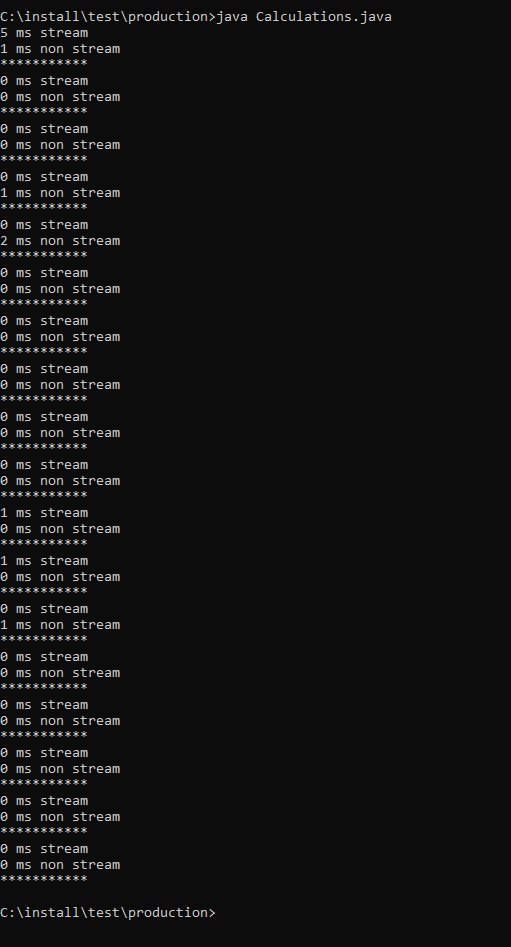 C:\install\test\production>java Calculations.java
5 ms stream
1 ms non stream
***********
0 ms stream
0 ms non stream
***********
0 ms stream
0 ms non stream
***********
0 ms stream
1 ms non stream
***********
0 ms stream
2 ms non stream
***********
0 ms stream
0 ms non stream
***********
0 ms stream
0 ms non stream
***********
0 ms stream
0 ms non stream
***********
0 ms stream
0 ms non stream
***********
0 ms stream
0 ms non stream
***********
1 ms stream
0 ms non stream
***********
1 ms stream
0 ms non stream
***********
0 ms stream
1 ms non stream
***********
0 ms stream
0 ms non stream
***********
0 ms stream
0 ms non stream
***********
0 ms stream
0 ms non stream
***********
0 ms stream
0 ms non stream
***********
0 ms stream
0 ms non stream
***********
C:\install\test\production>